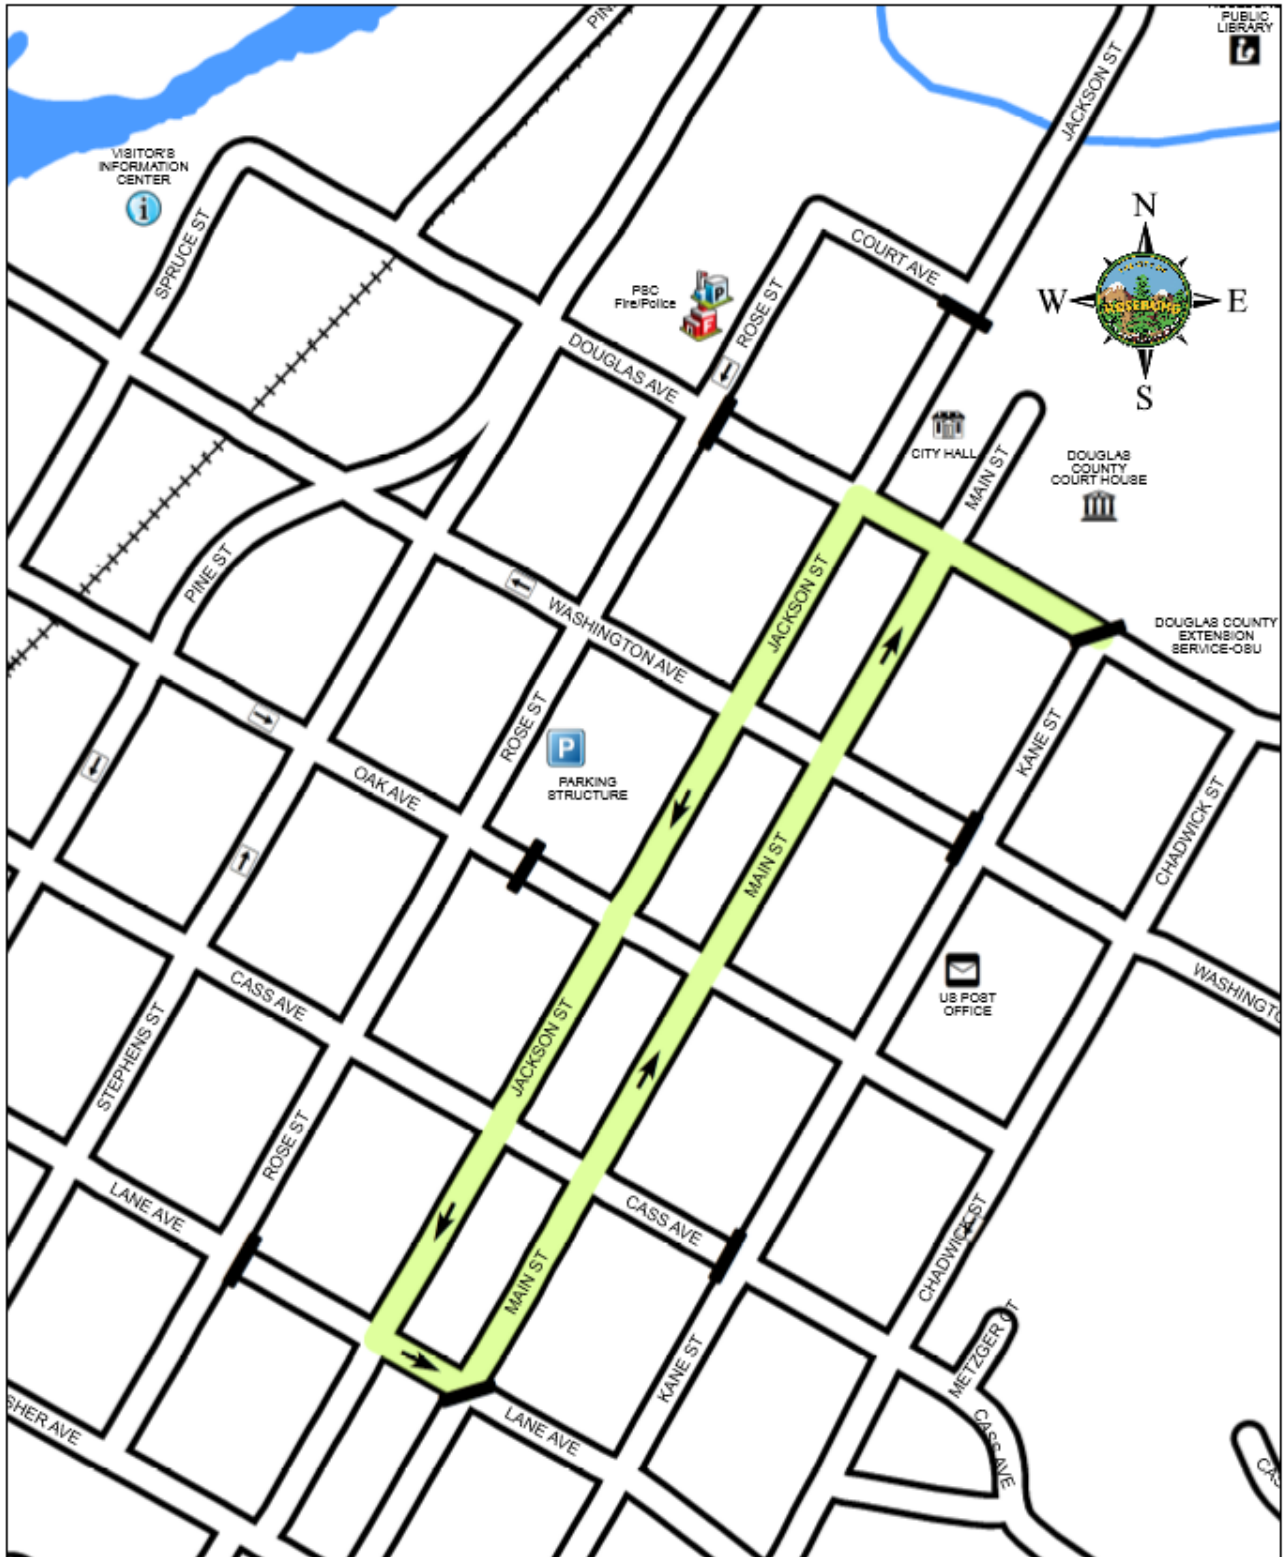 PIN
JACKSON ST
PUBLIC
LIBRARY
VISITOR'S
INFORMATION
CENTER
i
SPRUCE ST
COURT AVE
N
W
E
S
ROSEBURG
PSC
Fire/Police
P
F
ROSE ST
DOUGLAS AVE
CITY HALL
MAIN ST
DOUGLAS
COUNTY
COURT HOUSE
PINE ST
WASHINGTON AVE
JACKSON ST
DOUGLAS COUNTY
EXTENSION
SERVICE-OSU
ROSE ST
P
PARKING
STRUCTURE
KANE ST
OAK AVE
MAIN ST
CHADWICK ST
CASS AVE
US POST
OFFICE
WASHINGTO
STEPHENS ST
JACKSON ST
ROSE ST
LANE AVE
CASS AVE
CHADWICK ST
MAIN ST
KANE ST
METZGER CT
SHER AVE
LANE AVE
CASS AVE
CAS